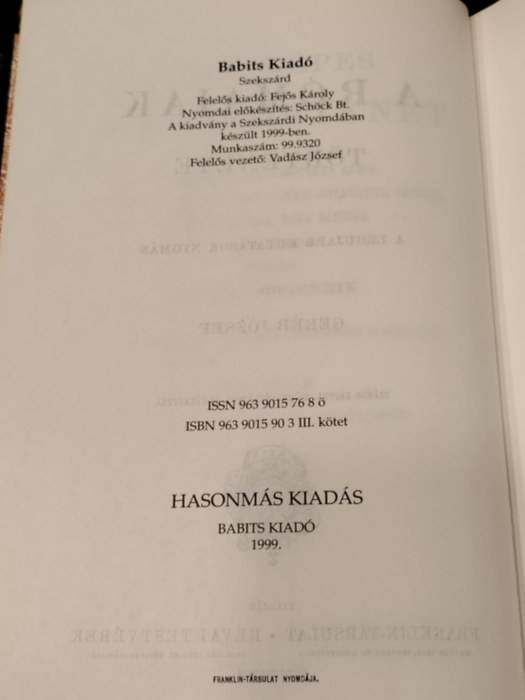 Babits Kiadó
Szekszárd
Felelős kiadó: Fejős Károly
Nyomdai előkészítés: Schöck Bt.
A kiadvány a Szekszárdi Nyomdában
készült 1999-ben.
Munkaszám: 99.9320
Felelős vezető: Vadász József
ISSN 963 9015 76 8 ö
ISBN 963 9015 90 3 III. kötet
HASONMÁS KIADÁS
BABITS KIADÓ
1999.
FRANKLIN-TÁRSULAT NYOMDÁJA.